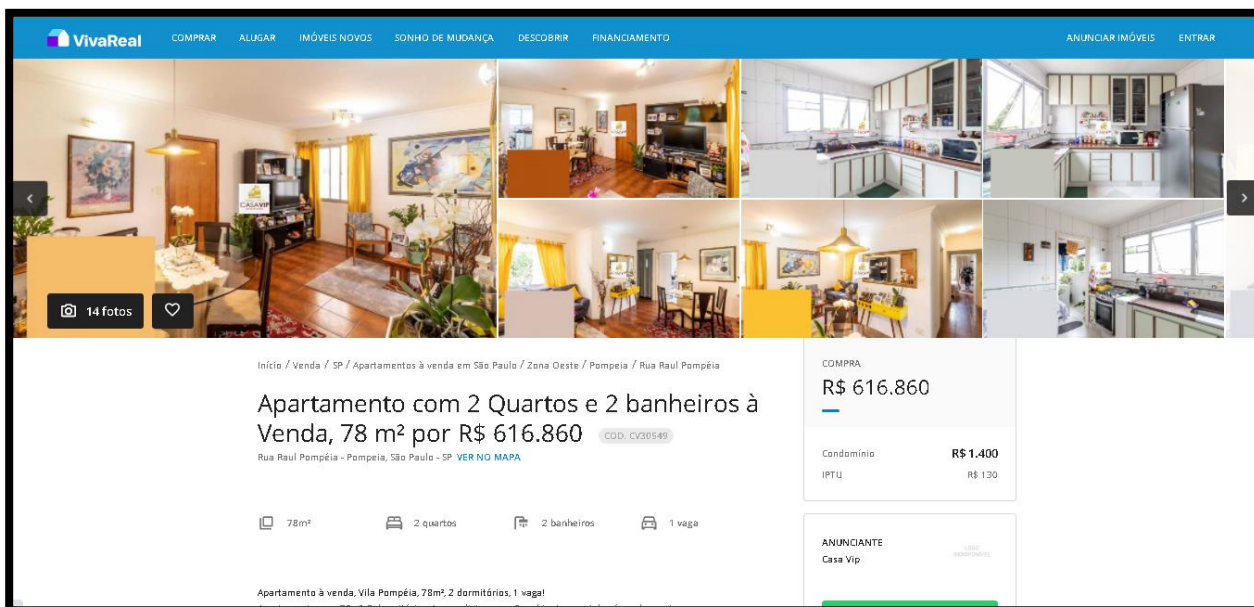 VivaReal
COMPRAR ALUGAR IMÓVEIS NOVOS SONHO DE MUDANÇA DESCOBRIR FINANCIAMENTO
ANUNCIAR IMÓVEIS ENTRAR
CASAVIP
14 fotos
Início / Venda / SP / Apartamentos à venda em São Paulo / Zona Oeste / Pompeia / Rua Raul Pompéia
Apartamento com 2 Quartos e 2 banheiros à
Venda, 78 m² por R$ 616.860 COD. CV30549
Rua Raul Pompéia - Pompeia, São Paulo - SP VER NO MAPA
78m² 2 quartos 2 banheiros 1 vaga
Apartamento à venda, Vila Pompéia, 78m², 2 dormitórios, 1 vaga!
COMPRA
R$ 616.860
Condomínio R$ 1.400
IPTU R$ 130
ANUNCIANTE
Casa Vip